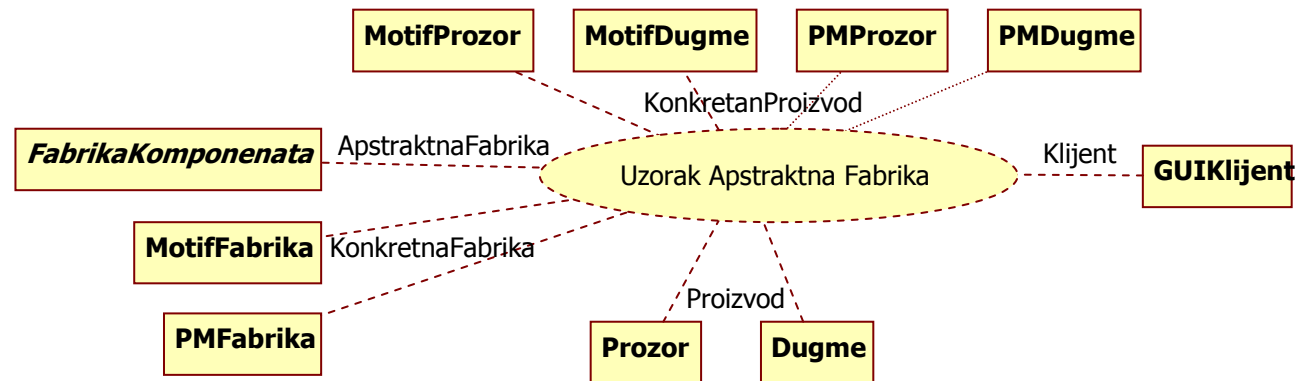 MotifProzor
MotifDugme
PMProzor
PMDugme
KonkretanProizvod
FabrikaKomponenata
ApstraktnaFabrika
Uzorak Apstraktna Fabrika
Klijent
GUIKlijent
MotifFabrika
KonkretnaFabrika
PMFabrika
Proizvod
Prozor
Dugme